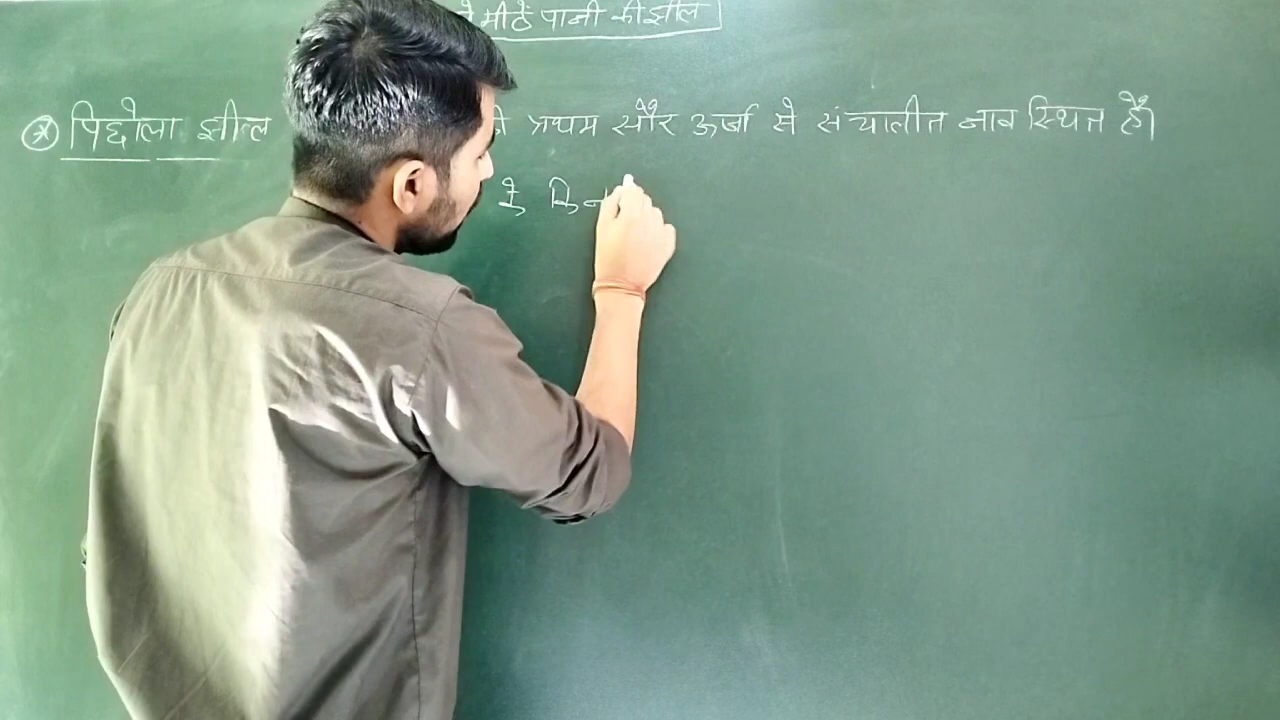 मीठें पानी की झील
* पिछोला झील की प्रथम सौर ऊर्जा से संचालीत नाव स्थित हैं।
के किन